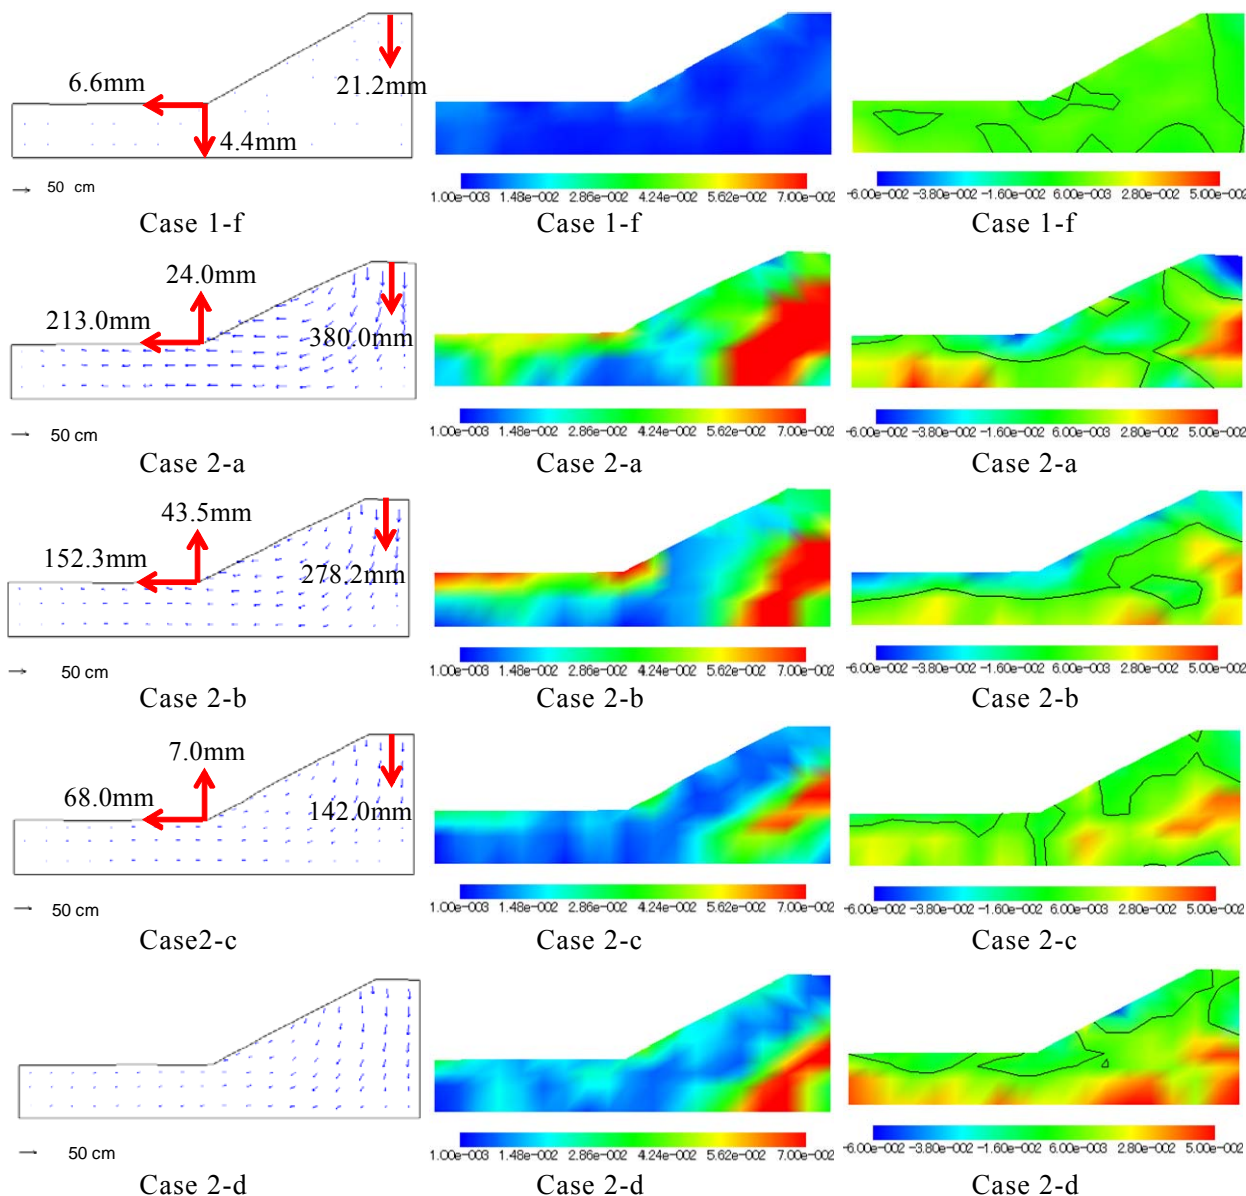 6.6mm
21.2mm
4.4mm
50 cm
1.00e-003 1.48e-002 2.86e-002 4.24e-002 5.62e-002 7.00e-002
-6.00e-002 -3.80e-002 -1.60e-002 6.00e-003 2.80e-002 5.00e-002
Case 1-f Case 1-f Case 1-f
24.0mm
213.0mm
380.0mm
50 cm
1.00e-003 1.48e-002 2.86e-002 4.24e-002 5.62e-002 7.00e-002
-6.00e-002 -3.80e-002 -1.60e-002 6.00e-003 2.80e-002 5.00e-002
Case 2-a Case 2-a Case 2-a
43.5mm
152.3mm
278.2mm
50 cm
1.00e-003 1.48e-002 2.86e-002 4.24e-002 5.62e-002 7.00e-002
-6.00e-002 -3.80e-002 -1.60e-002 6.00e-003 2.80e-002 5.00e-002
Case 2-b Case 2-b Case 2-b
7.0mm
68.0mm
142.0mm
50 cm
1.00e-003 1.48e-002 2.86e-002 4.24e-002 5.62e-002 7.00e-002
-6.00e-002 -3.80e-002 -1.60e-002 6.00e-003 2.80e-002 5.00e-002
Case2-c Case 2-c Case 2-c
50 cm
1.00e-003 1.48e-002 2.86e-002 4.24e-002 5.62e-002 7.00e-002
-6.00e-002 -3.80e-002 -1.60e-002 6.00e-003 2.80e-002 5.00e-002
Case 2-d Case 2-d Case 2-d